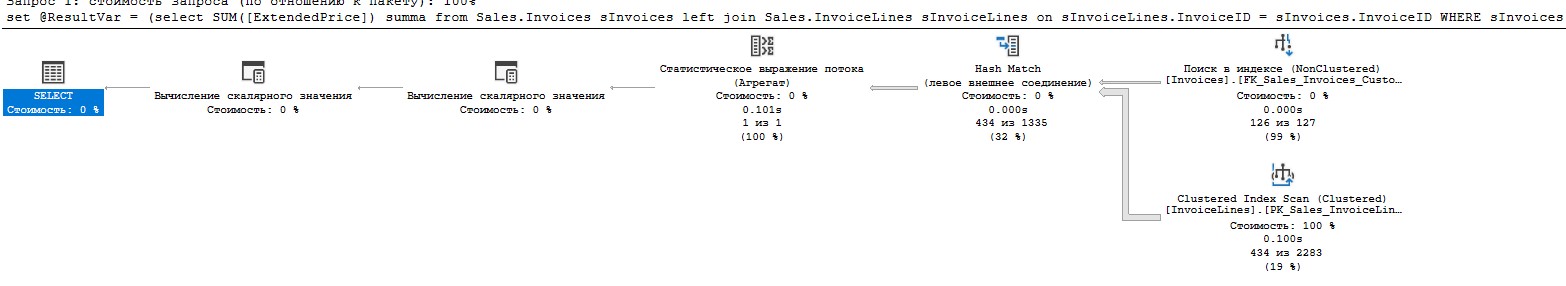 Запрос 1: стоимость запроса (по отношению к пакету): 100%
set @ResultVar = (select SUM([ExtendedPrice]) summa from Sales.Invoices sInvoices left join Sales.InvoiceLines sInvoiceLines on sInvoiceLines.InvoiceID = sInvoices.InvoiceID WHERE sInvoices
SELECT
Стоимость: 0 %
Вычисление скалярного значения
Стоимость: 0 %
Вычисление скалярного значения
Стоимость: 0 %
Статистическое выражение потока
(Агрегат)
Стоимость: 0 %
0.101s
1 из 1
(100 %)
Hash Match
(левое внешнее соединение)
Стоимость: 0 %
0.000s
434 из 1335
(32 %)
Поиск в индексе (NonClustered)
[Invoices].[FK_Sales_Invoices_Custo…
Стоимость: 0 %
0.000s
126 из 127
(99 %)
Clustered Index Scan (Clustered)
[InvoiceLines].[PK_Sales_InvoiceLin…
Стоимость: 100 %
0.100s
434 из 2283
(19 %)